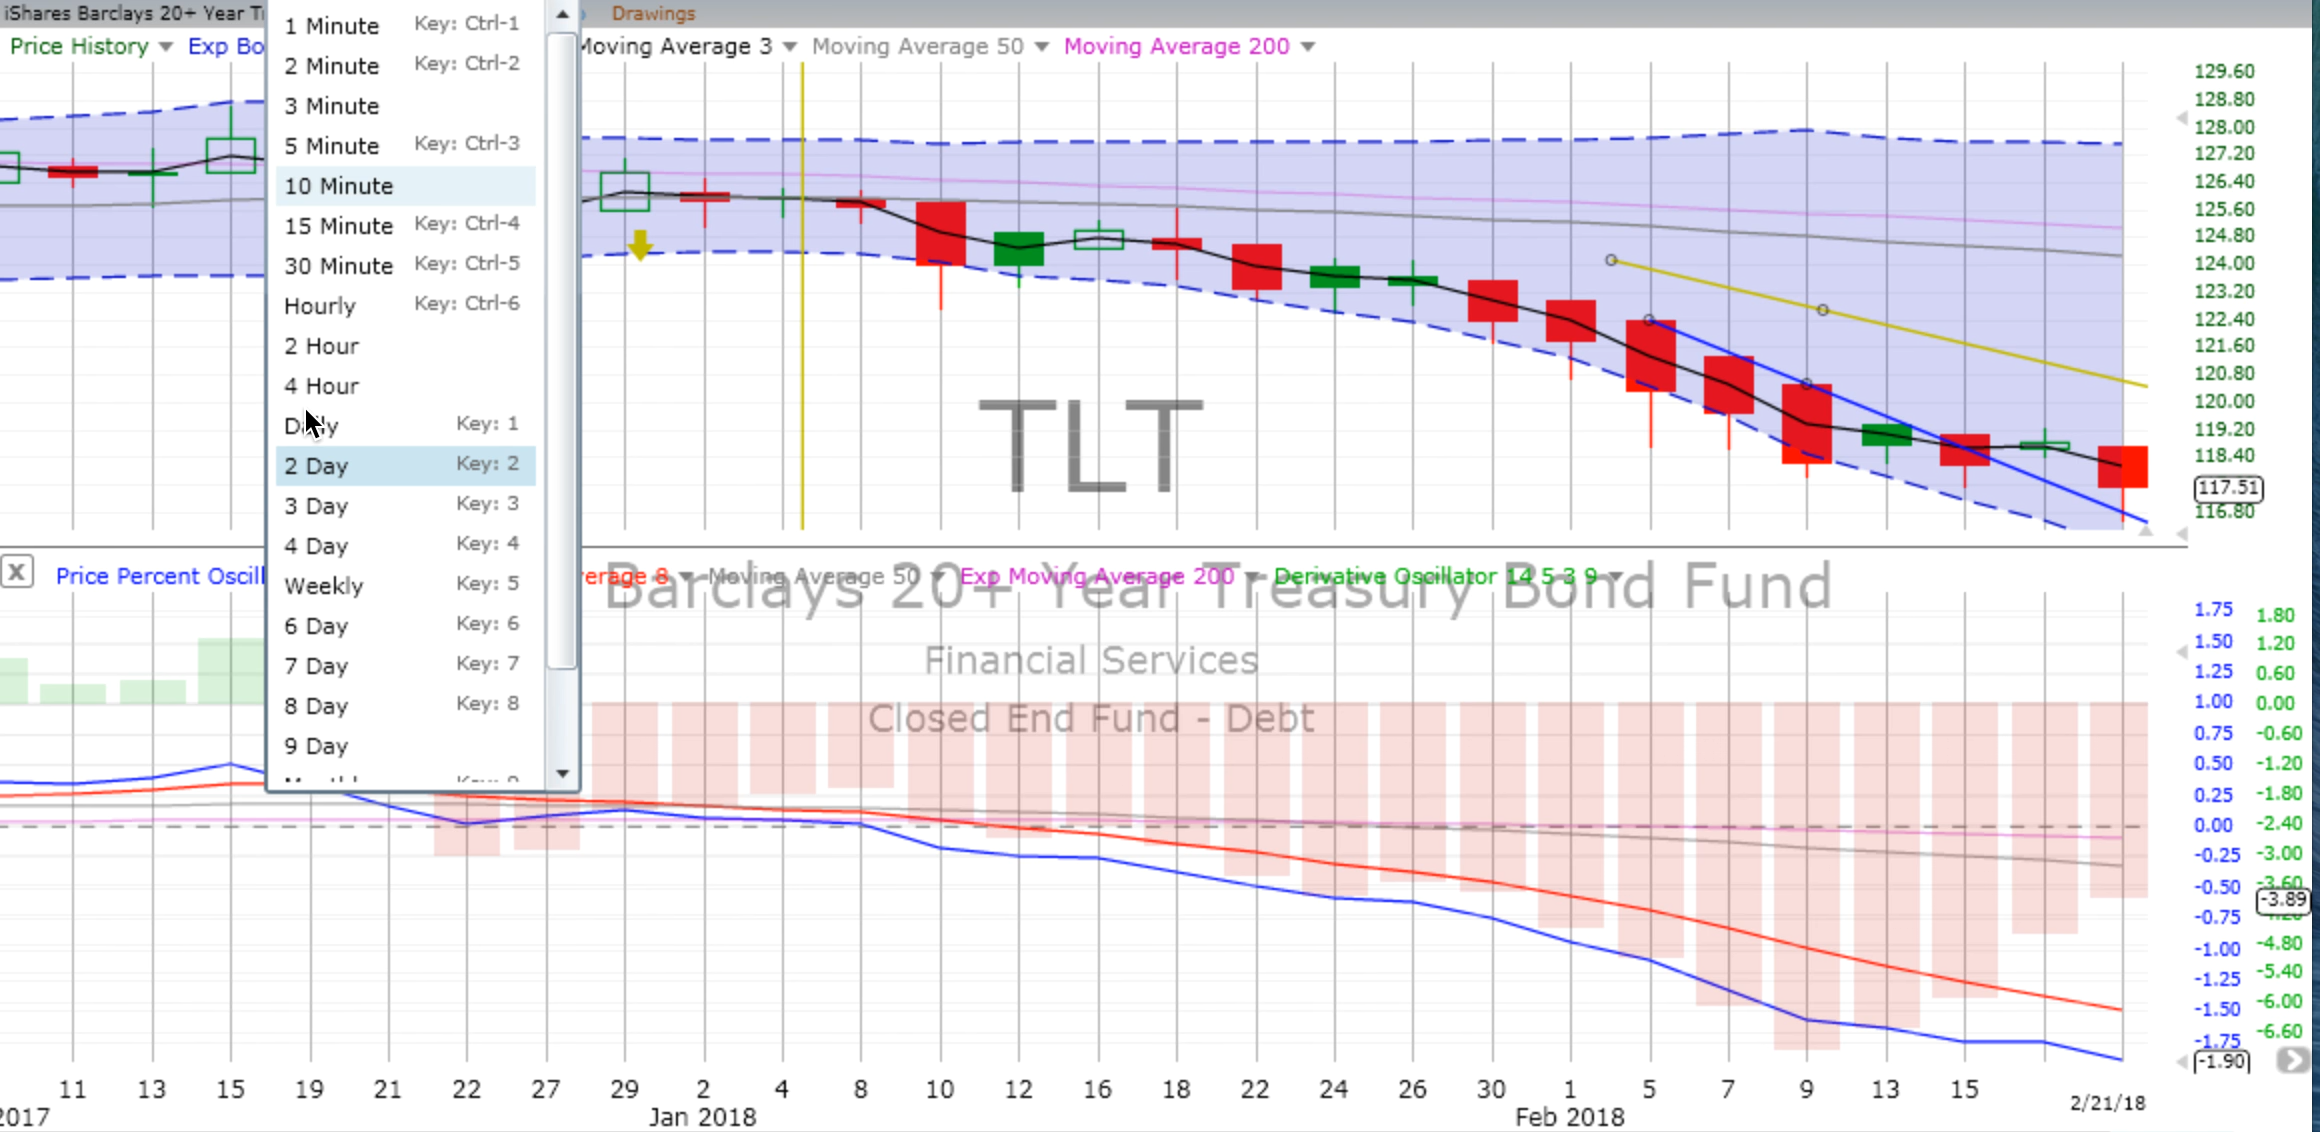 iShares Barclays 20+ Year Tr
Drawings
Price History Exp Bo
Moving Average 3 Moving Average 50 Moving Average 200
1 Minute Key: Ctrl-1
2 Minute Key: Ctrl-2
3 Minute
5 Minute Key: Ctrl-3
10 Minute
15 Minute Key: Ctrl-4
30 Minute Key: Ctrl-5
Hourly Key: Ctrl-6
2 Hour
4 Hour
Daily Key: 1
2 Day Key: 2
3 Day Key: 3
4 Day Key: 4
Weekly Key: 5
6 Day Key: 6
7 Day Key: 7
8 Day Key: 8
9 Day
129.60
128.80
128.00
127.20
126.40
125.60
124.80
124.00
123.20
122.40
121.60
120.80
120.00
119.20
118.40
117.51
116.80
TLT
X
Price Percent Oscill
erage 8 Moving Average 50 Exp Moving Average 200 Derivative Oscillator 14 5 3 9
Barclays 20+ Year Treasury Bond Fund
Financial Services
Closed End Fund - Debt
1.75
1.50
1.25
1.00
0.75
0.50
0.25
0.00
-0.25
-0.50
-0.75
-1.00
-1.25
-1.50
-1.75
-1.90
1.80
1.20
0.60
0.00
-0.60
-1.20
-1.80
-2.40
-3.00
-3.60
-3.89
-4.80
-5.40
-6.00
-6.60
11 13 15 19 21 22 27 29 2 4 8 10 12 16 18 22 24 26 30 1 5 7 9 13 15 2/21/18
2017 Jan 2018 Feb 2018